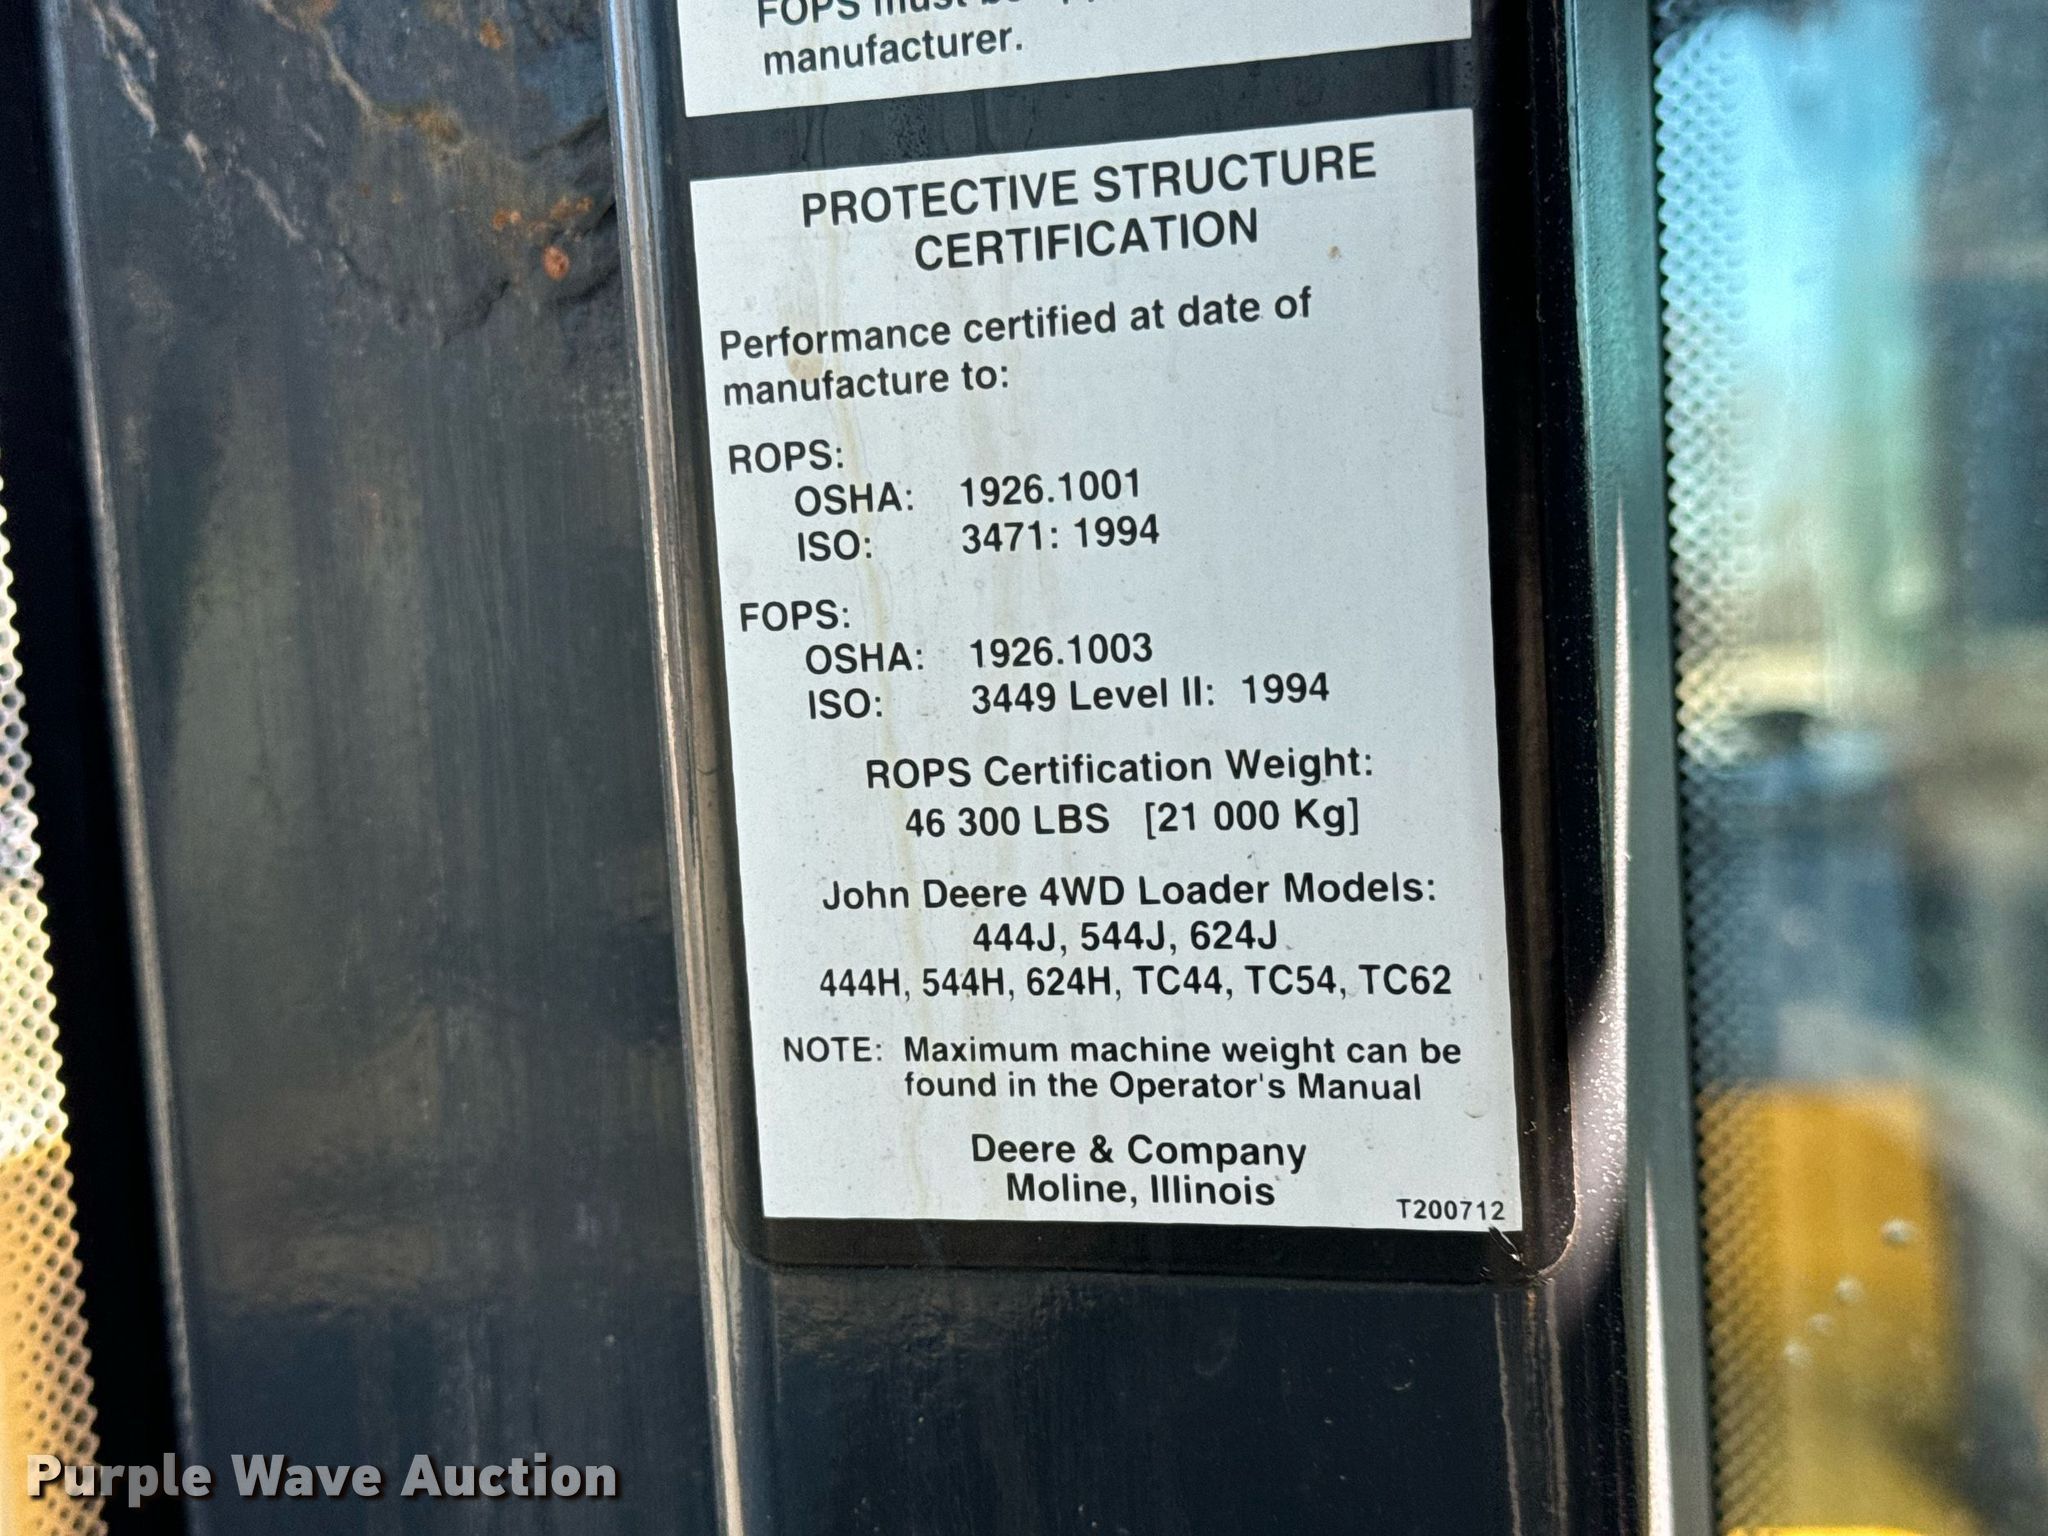 FOPS must be
manufacturer.
PROTECTIVE STRUCTURE
CERTIFICATION
Performance certified at date of
manufacture to:
ROPS:
OSHA: 1926.1001
ISO: 3471: 1994
FOPS:
OSHA: 1926.1003
ISO: 3449 Level II: 1994
ROPS Certification Weight:
46 300 LBS [21 000 Kg]
John Deere 4WD Loader Models:
444J, 544J, 624J
444H, 544H, 624H, TC44, TC54, TC62
NOTE: Maximum machine weight can be
found in the Operator's Manual
Deere & Company
Moline, Illinois
T200712
Purple Wave Auction